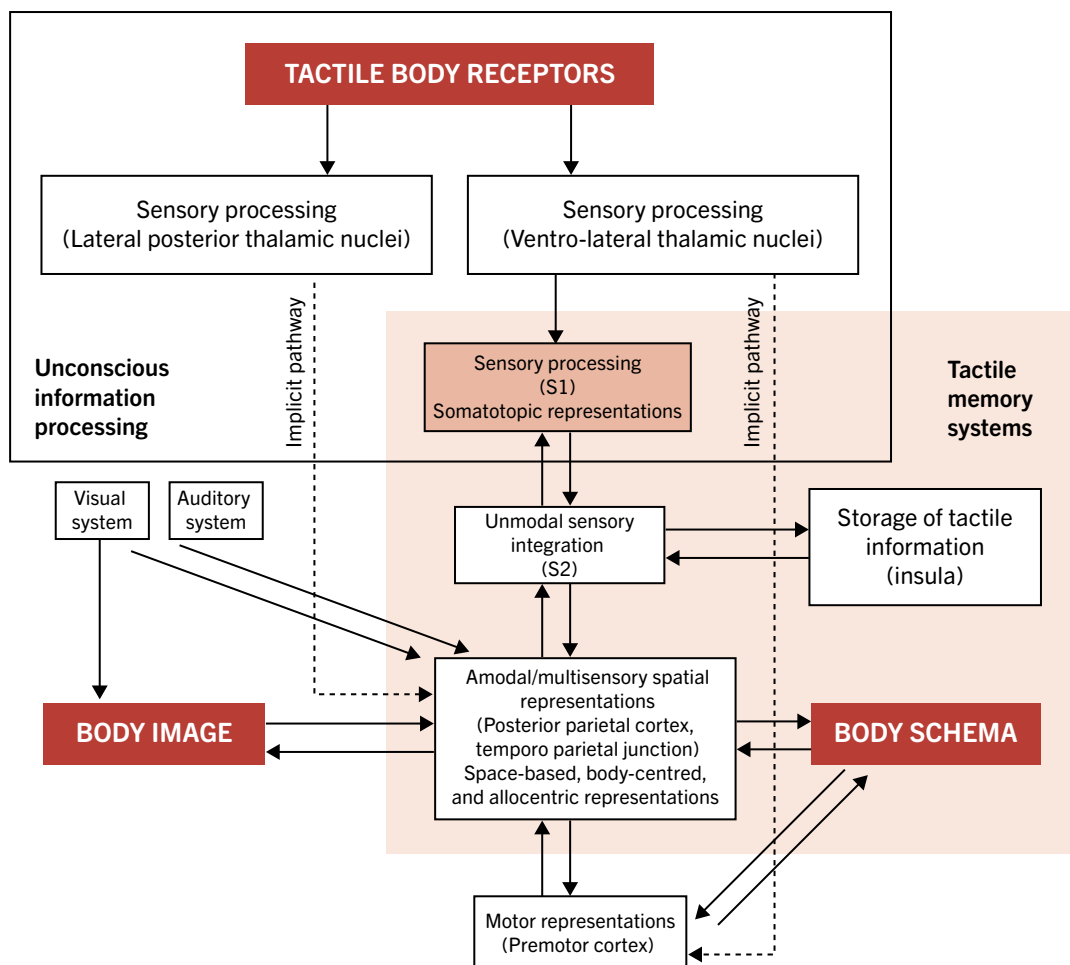 TACTILE BODY RECEPTORS
Sensory processing
(Lateral posterior thalamic nuclei)
Sensory processing
(Ventro-lateral thalamic nuclei)
Implicit pathway
Implicit pathway
Unconscious
information
processing
Sensory processing
(S1)
Somatotopic representations
Tactile
memory
systems
Visual
system
Auditory
system
Unmodal sensory
integration
(S2)
Storage of tactile
information
(insula)
Amodal/multisensory spatial
representations
(Posterior parietal cortex,
temporo parietal junction)
Space-based, body-centred,
and allocentric representations
BODY IMAGE
BODY SCHEMA
Motor representations
(Premotor cortex)